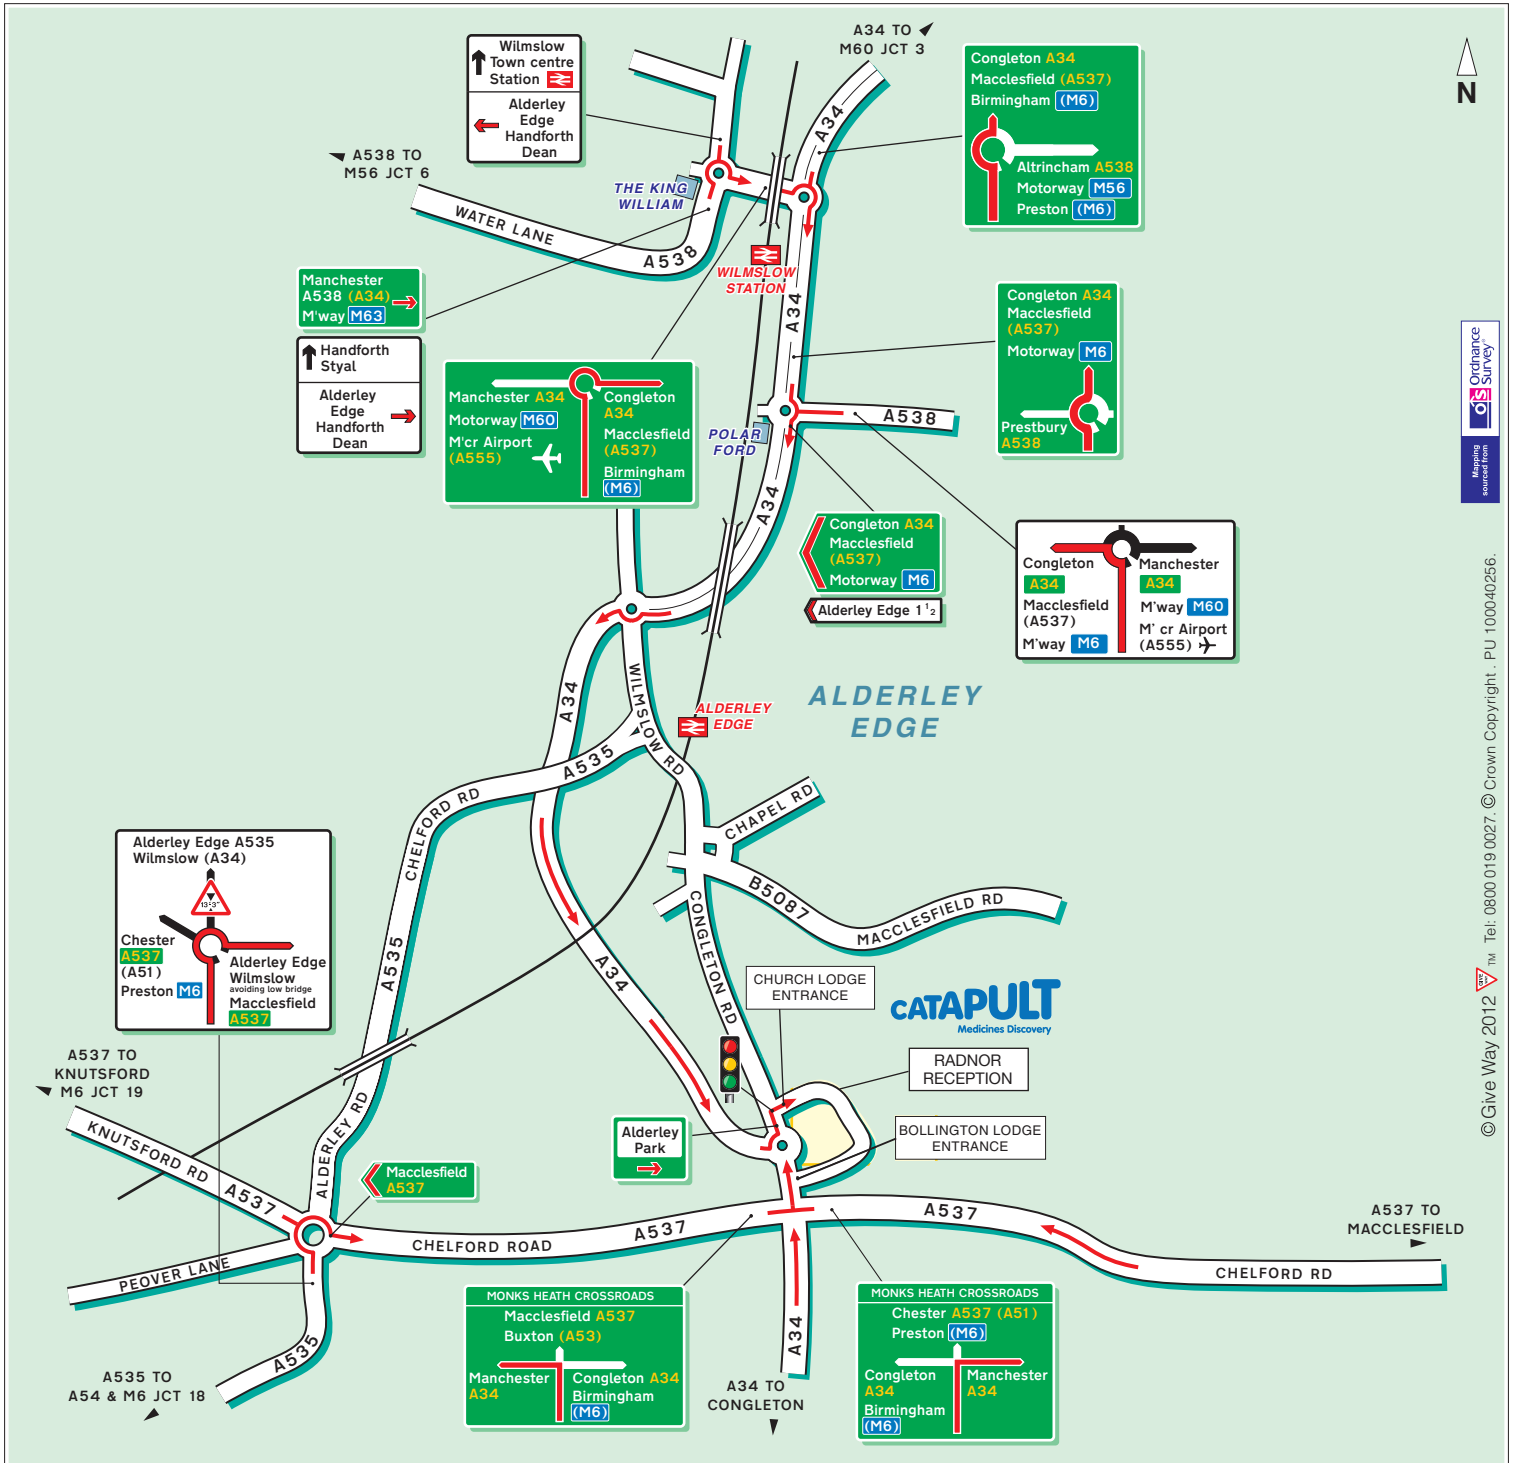 A34 TO
M60 JCT 3
N
Wilmslow
Town centre
Station
Alderley
Edge
Handforth
Dean
Congleton A34
Macclesfield (A537)
Birmingham (M6)
Altrincham A538
Motorway M56
Preston (M6)
A538 TO
M56 JCT 6
THE KING
WILLIAM
WATER LANE
A538
A34
WILMSLOW
STATION
Manchester
A538 (A34)
M'way M63
Handforth
Styal
Alderley
Edge
Handforth
Dean
A34
Congleton A34
Macclesfield
(A537)
Motorway M6
Prestbury
A538
Manchester A34
Motorway M60
M'cr Airport
(A555)
Congleton
A34
Macclesfield
(A537)
Birmingham
(M6)
POLAR
FORD
A538
A34
Congleton A34
Macclesfield
(A537)
Motorway M6
Alderley Edge 1 1 2
Congleton
A34
Macclesfield
(A537)
M'way M6
Manchester
A34
M'way M60
M' cr Airport
(A555)
Ordnance
Survey®
Mapping
sourced from
©Give Way 2012 GIVE WAY TM Tel: 0800 019 0027. © Crown Copyright . PU 100040256.
A34
WILMSLOW RD
ALDERLEY
EDGE
ALDERLEY
EDGE
A535
CHELFORD RD
CHAPEL RD
B5087
MACCLESFIELD RD
CONGLETON RD
A535
A34
Alderley Edge A535
Wilmslow (A34)
13'-3"
Chester
A537
(A51)
Preston M6
Alderley Edge
Wilmslow
avoiding low bridge
Macclesfield
A537
CHURCH LODGE
ENTRANCE
CATAPULT
Medicines Discovery
RADNOR
RECEPTION
BOLLINGTON LODGE
ENTRANCE
Alderley
Park
A537 TO
KNUTSFORD
M6 JCT 19
KNUTSFORD RD
A537
ALDERLEY RD
Macclesfield
A537
CHELFORD ROAD
A537
A537
A537 TO
MACCLESFIELD
CHELFORD RD
PEOVER LANE
A535
A535 TO
A54 & M6 JCT 18
MONKS HEATH CROSSROADS
Macclesfield A537
Buxton (A53)
Manchester
A34
Congleton A34
Birmingham
(M6)
A34
A34 TO
CONGLETON
MONKS HEATH CROSSROADS
Chester A537 (A51)
Preston (M6)
Congleton
A34
Birmingham
(M6)
Manchester
A34